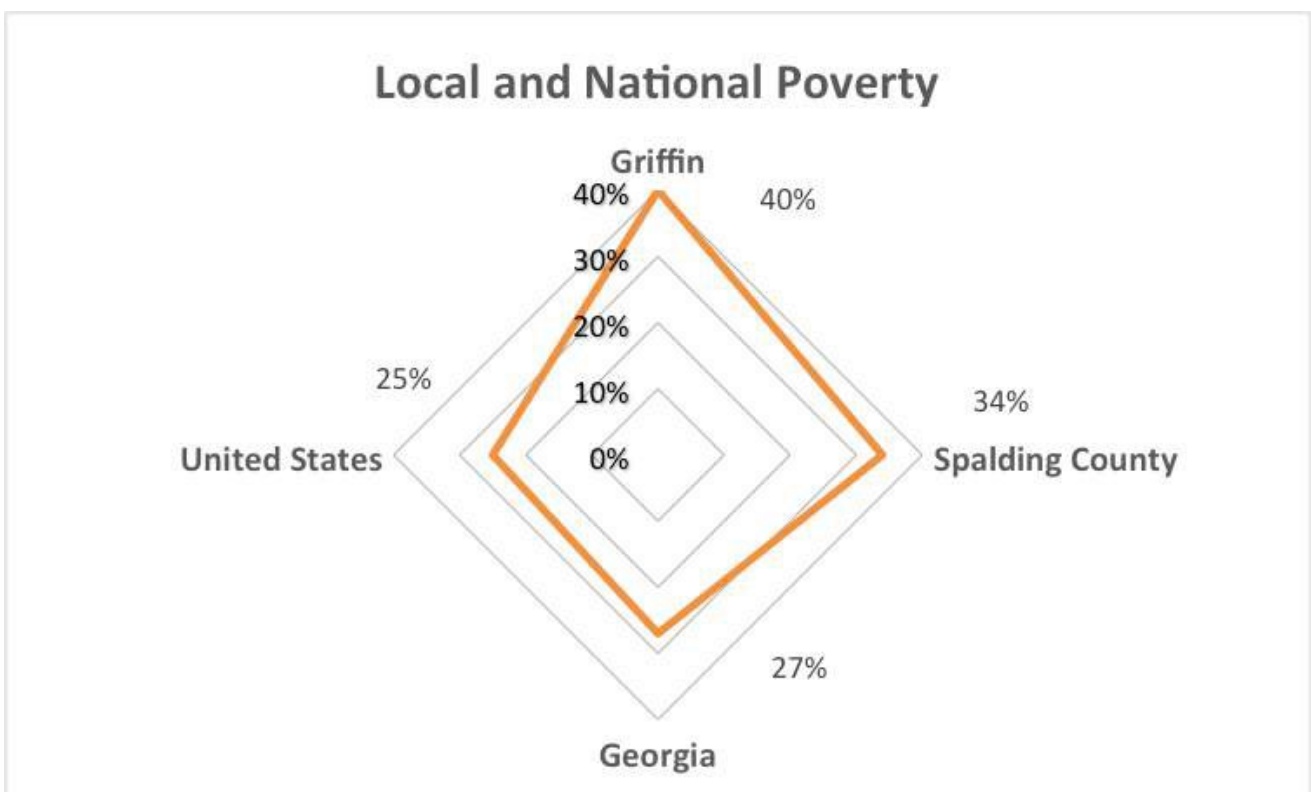 Local and National Poverty
Griffin
40%
40%
30%
20%
25%
10%
34%
United States
0%
Spalding County
27%
Georgia